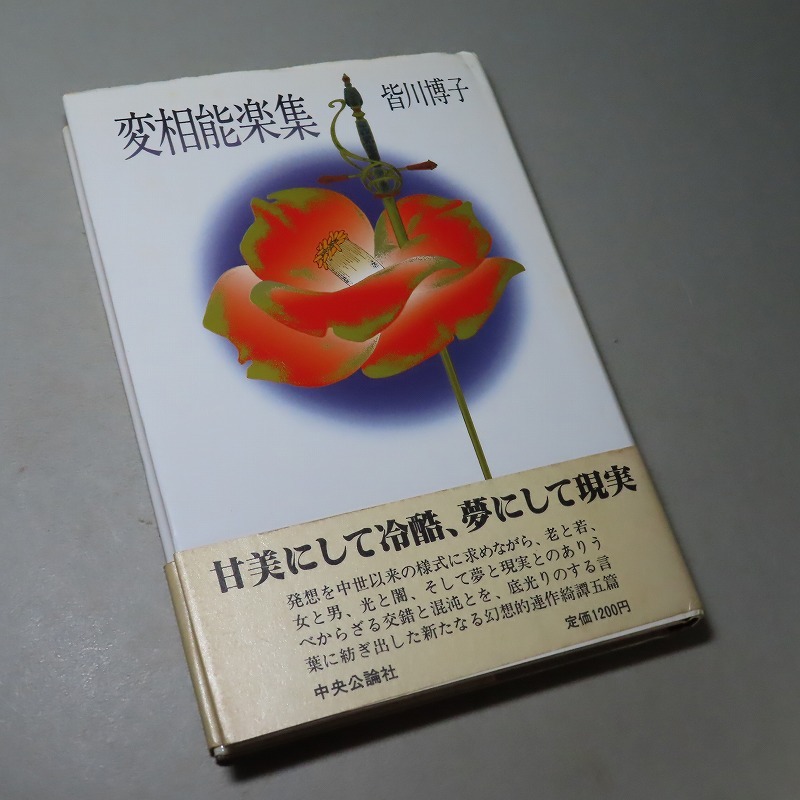 変相能楽集
皆川博子
甘美にして冷酷、夢にして現実
発想を中世以来の様式に求めながら、老と若、
女と男、光と闇、そして夢と現実とのありう
べからざる交錯と混沌とを、底光りのする言
葉に紡ぎ出した新たなる幻想的連作綺譚五篇
定価1200円
中央公論社